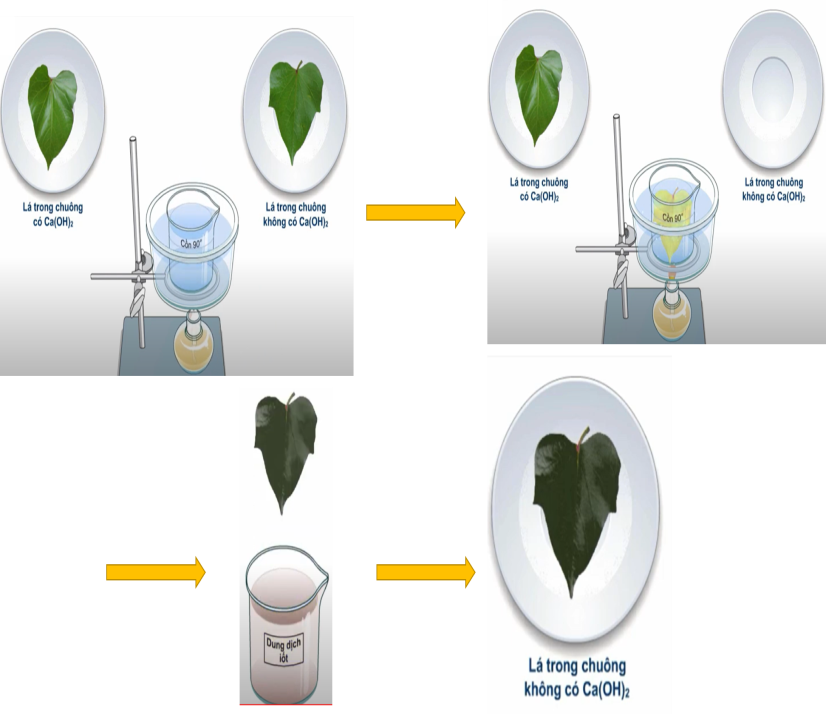 Lá trong chuông
có Ca(OH)₂
Lá trong chuông
không có Ca(OH)₂
Cồn 90°
Lá trong chuông
có Ca(OH)₂
Lá trong chuông
không có Ca(OH)₂
Cồn 90°
Dung dịch
iôt
Lá trong chuông
không có Ca(OH)₂